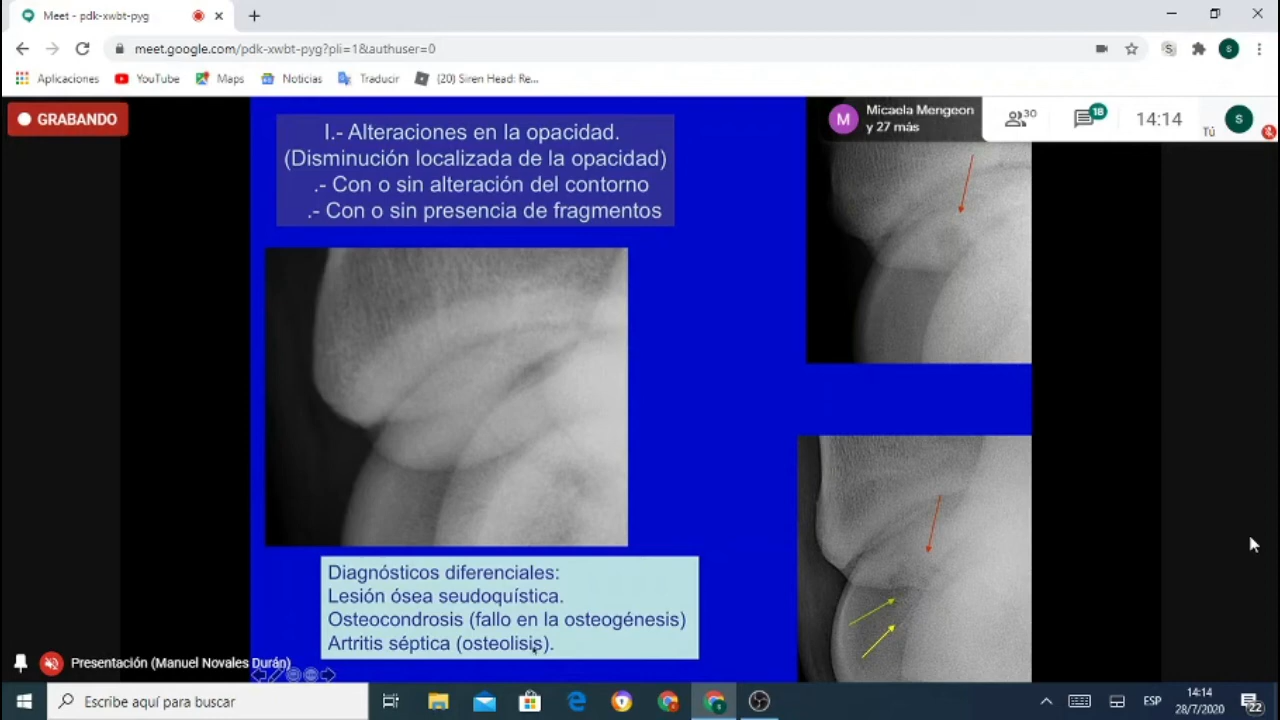 Meet - pdk-xwbt-pyg
meet.google.com/pdk-xwbt-pyg?pli=1&authuser=0
S
s
Aplicaciones
YouTube
Maps
Noticias
Traducir
(20) Siren Head: Re...
GRABANDO
I.- Alteraciones en la opacidad.
(Disminución localizada de la opacidad)
.- Con o sin alteración del contorno
.- Con o sin presencia de fragmentos
M
Micaela Mengeon
y 27 más
30
18
14:14
Tú
S
Diagnósticos diferenciales:
Lesión ósea seudoquística.
Osteocondrosis (fallo en la osteogénesis)
Artritis séptica (osteolisis).
Presentación (Manuel Novales Durán)
Escribe aquí para buscar
ESP
14:14
28/7/2020
22